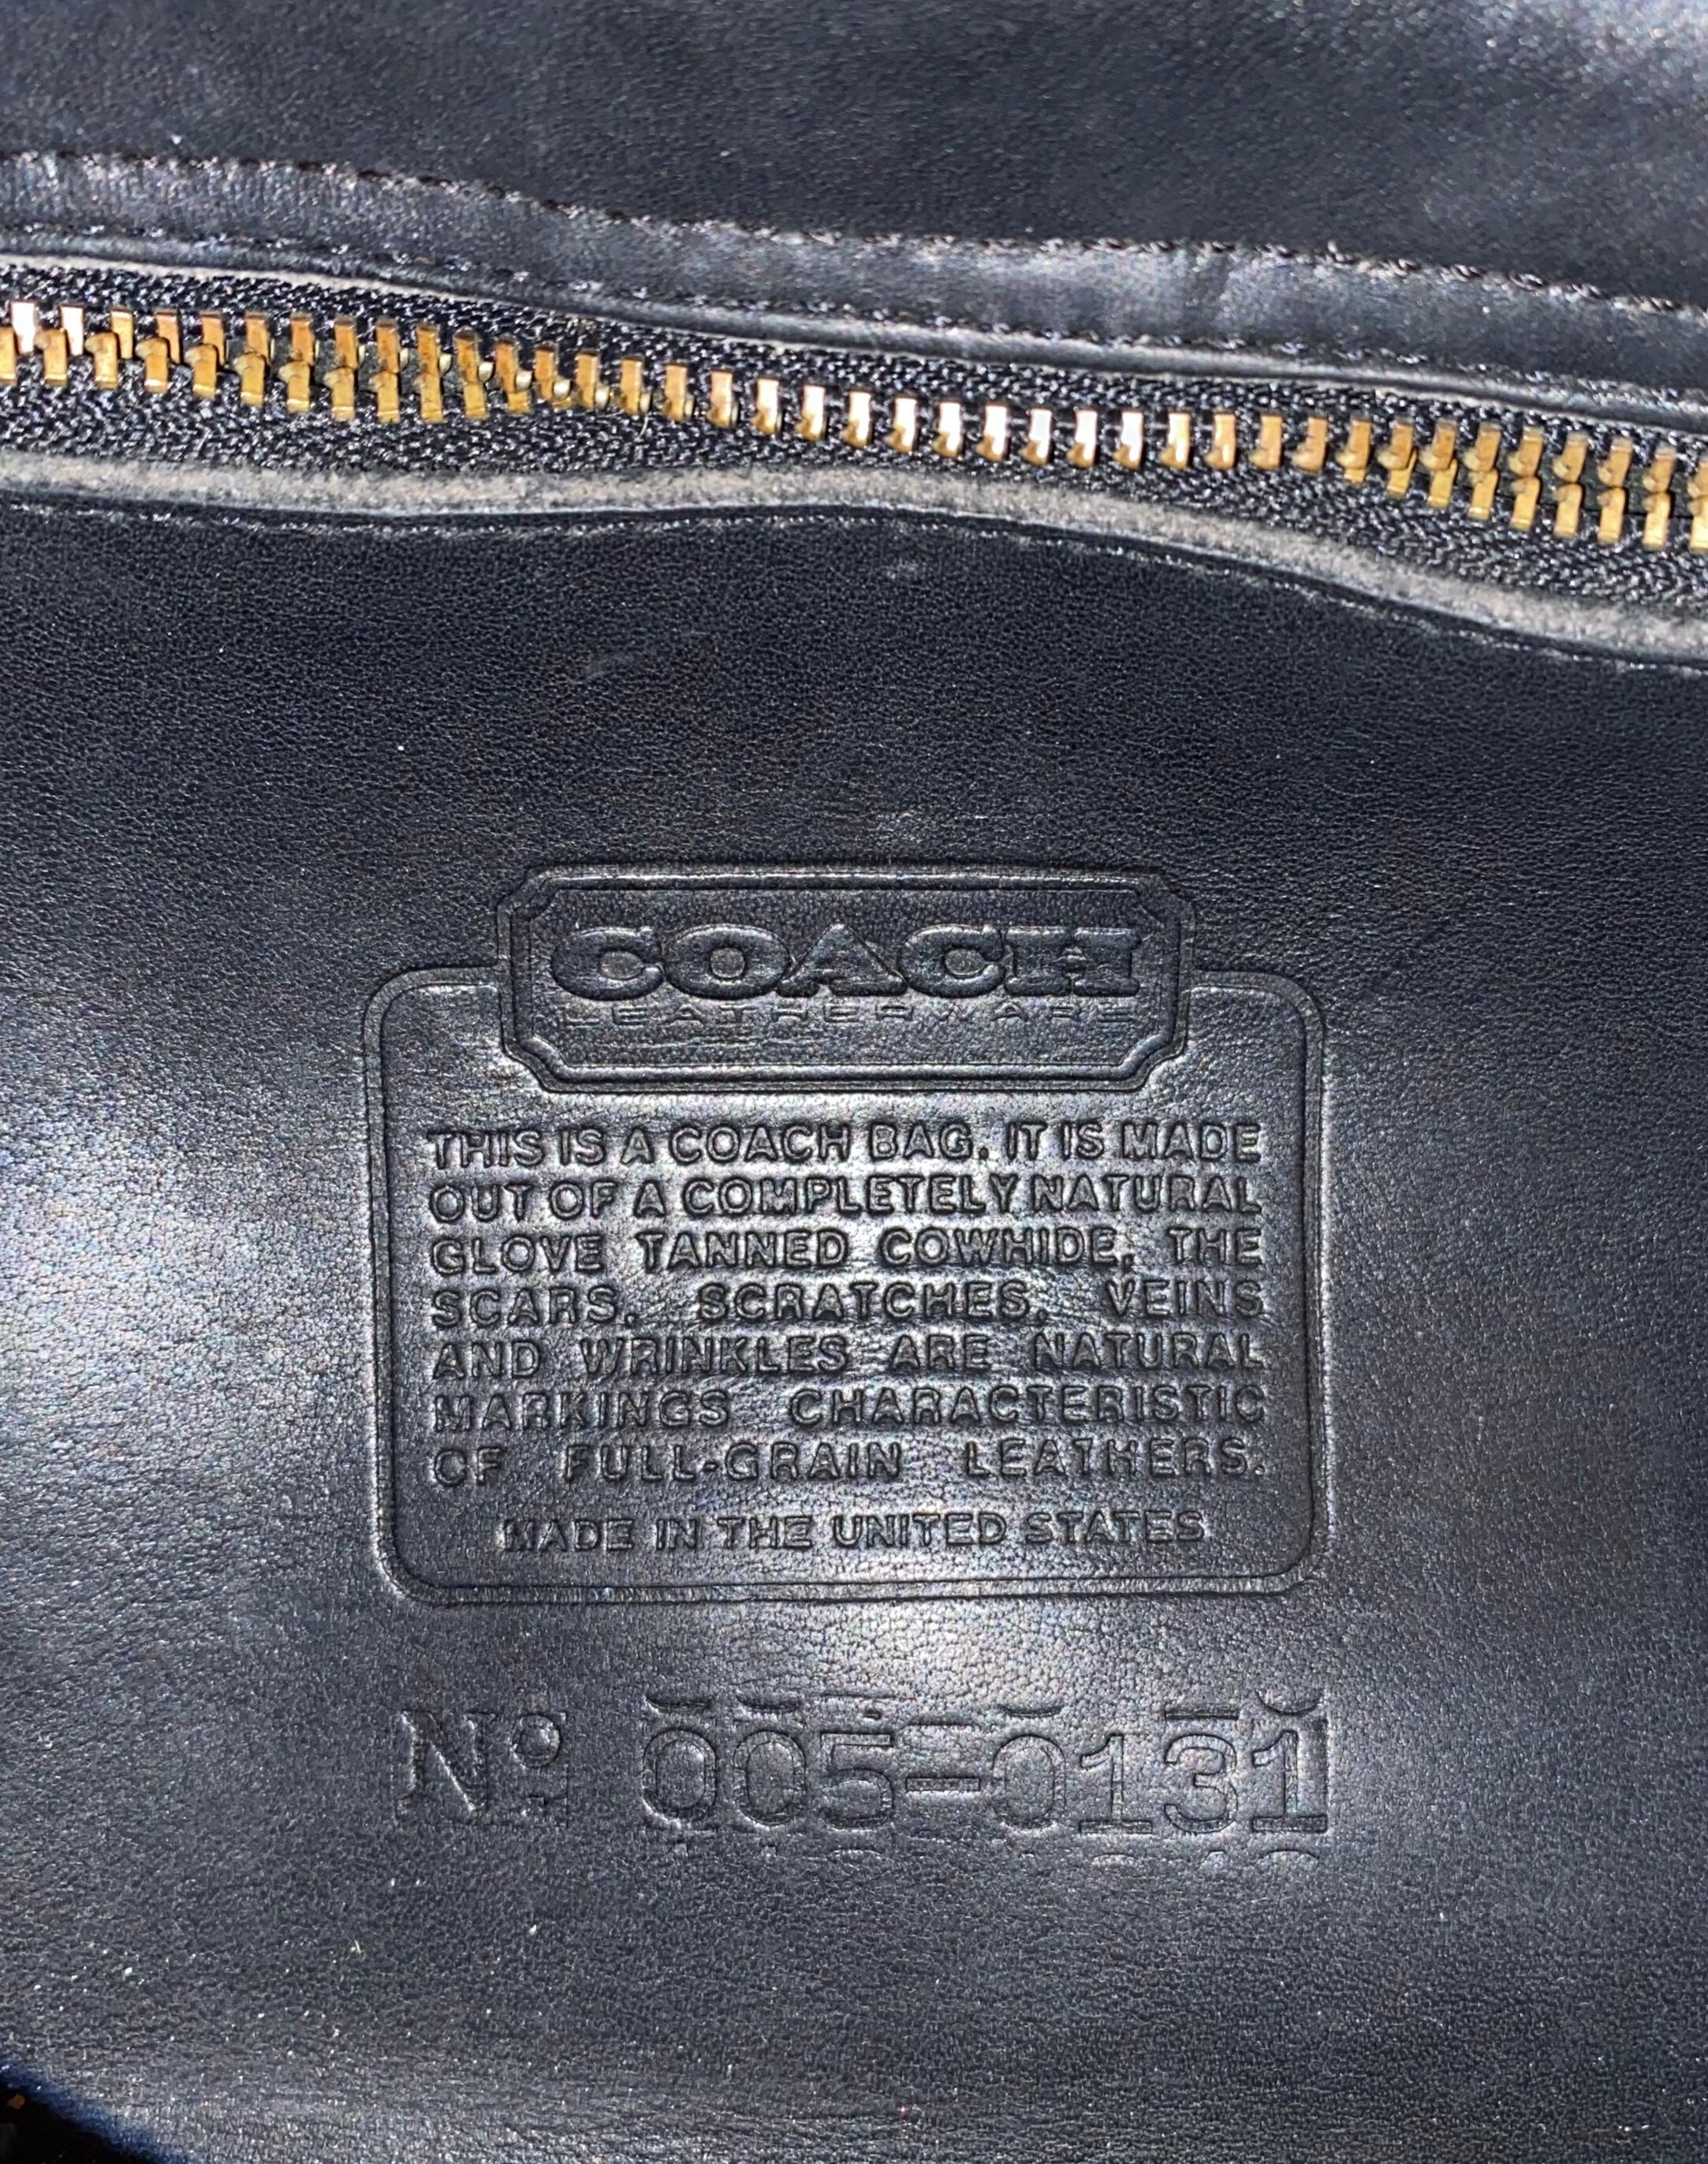 COACH
LEATHERWARE
THIS IS A COACH BAG. IT IS MADE
OUT OF A COMPLETELY NATURAL
GLOVE TANNED COWHIDE, THE
SCARS, SCRATCHES, VEINS
AND WRINKLES ARE NATURAL
MARKINGS CHARACTERISTIC
OF FULL-GRAIN LEATHERS.
MADE IN THE UNITED STATES
No 005-0131